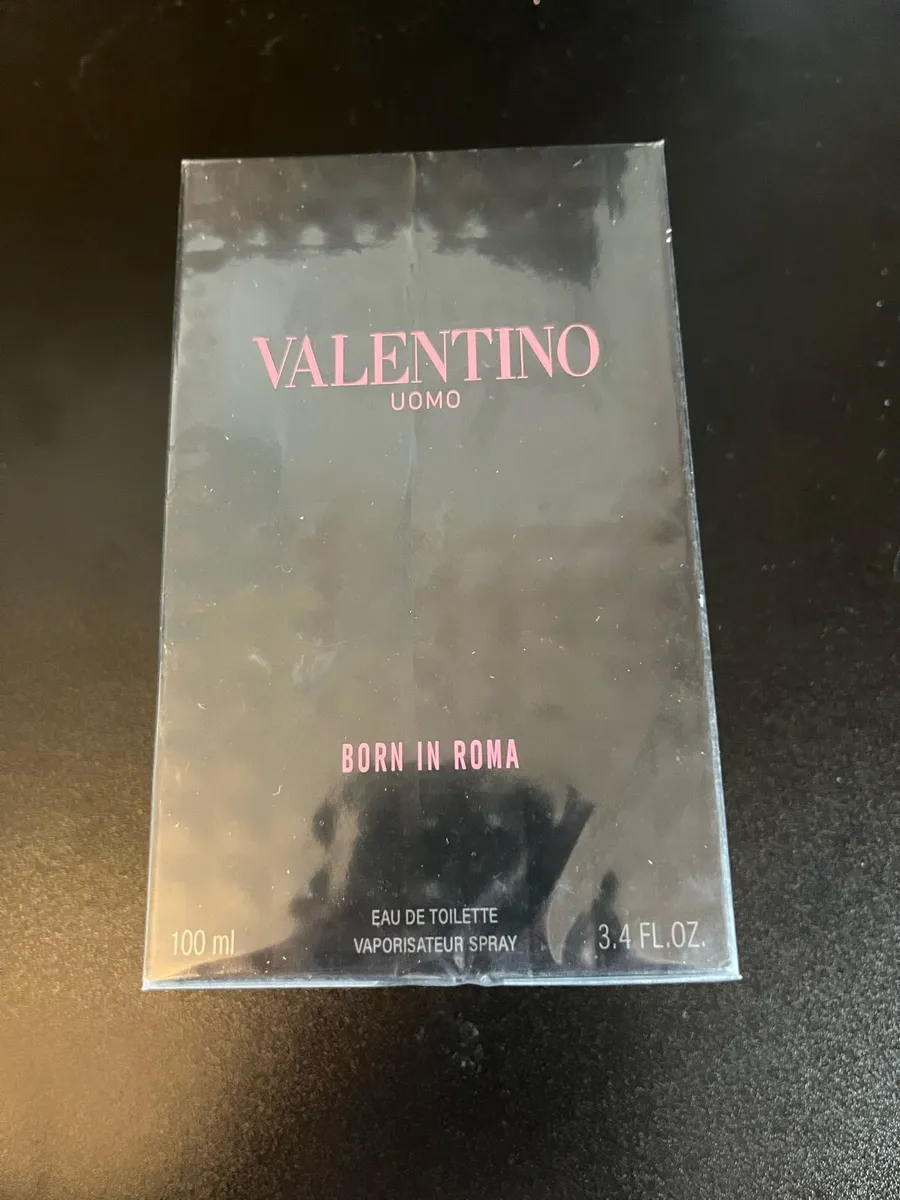 VALENTINO
UOMO
BORN IN ROMA
EAU DE TOILETTE
VAPORISATEUR SPRAY
100 ml
3.4 FL.OZ.